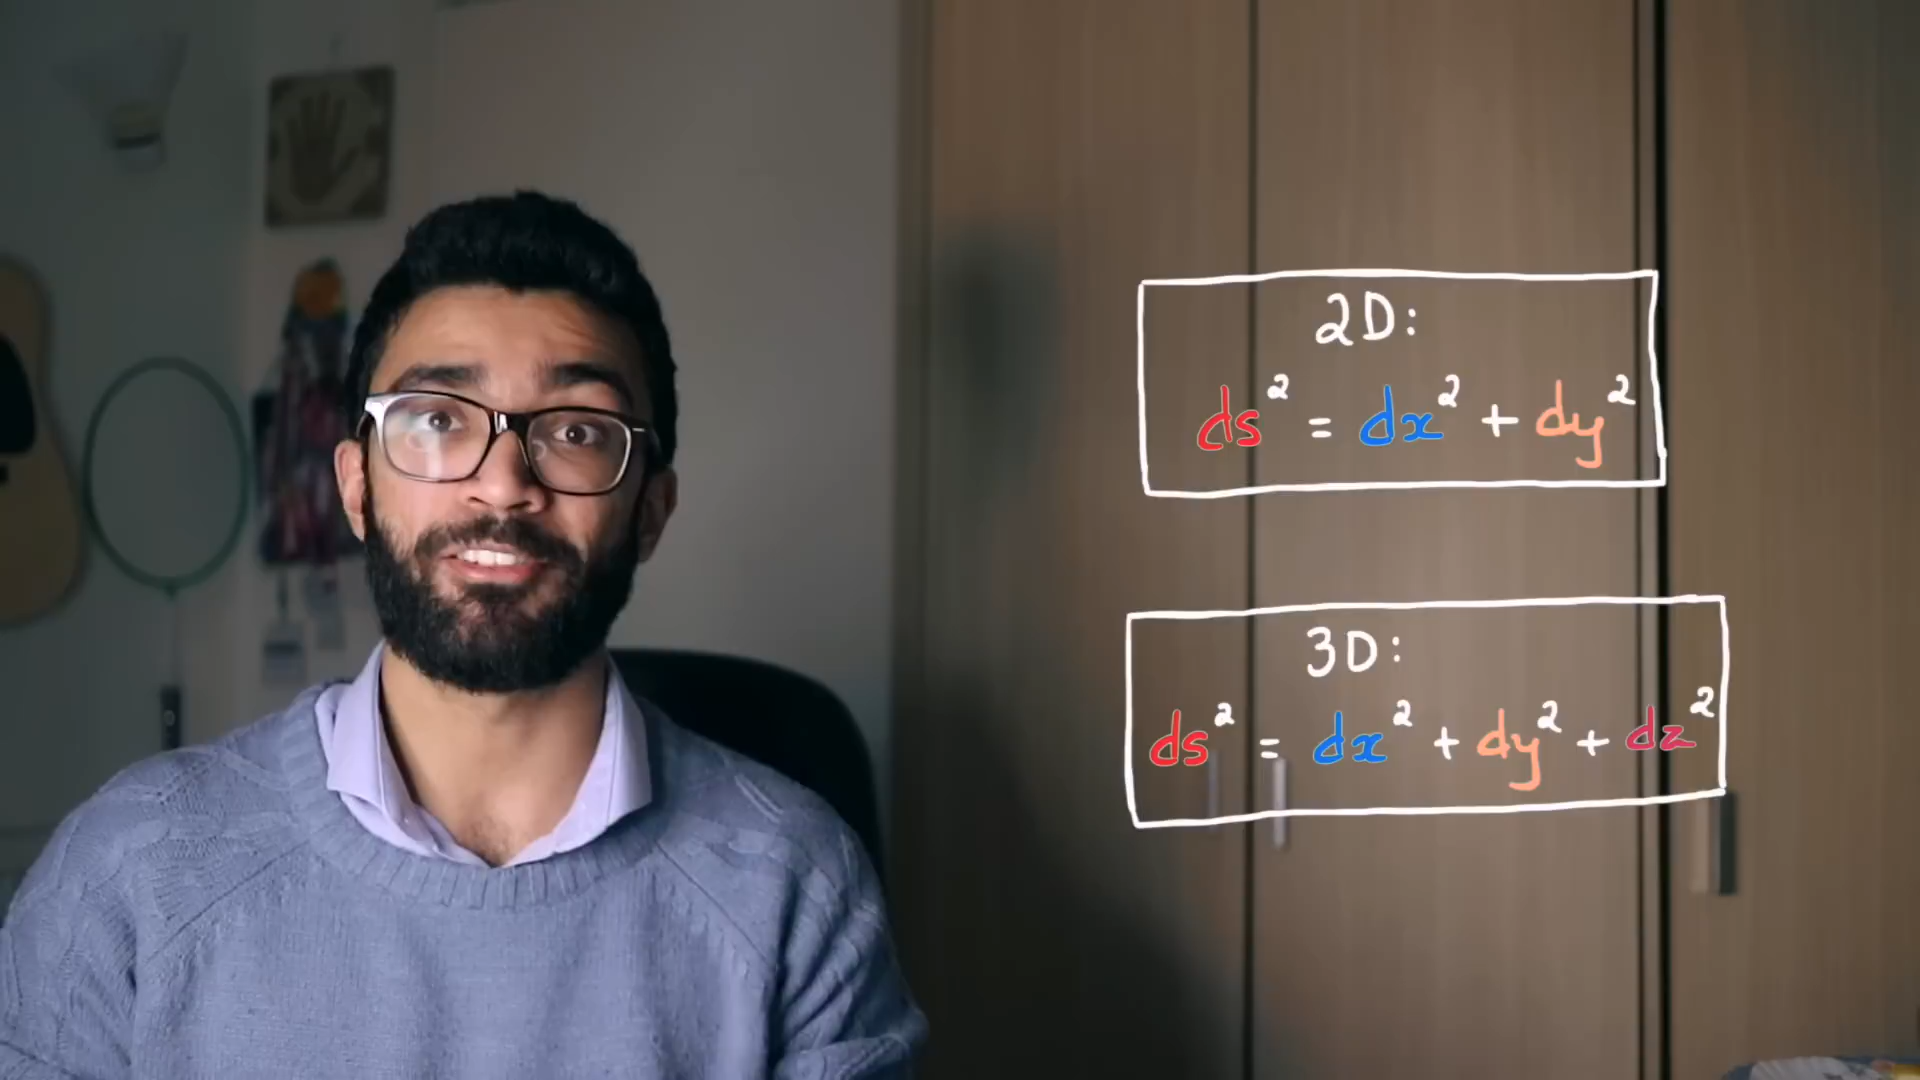 2D:
ds² = dx² + dy²
3D:
ds² = dx² + dy² + dz²